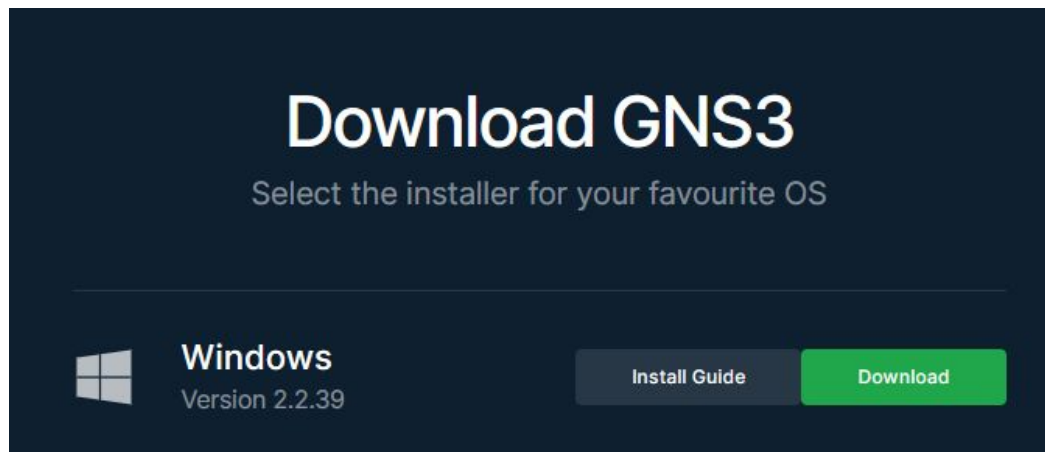 Download GNS3
Select the installer for your favourite OS
Windows
Version 2.2.39
Install Guide
Download